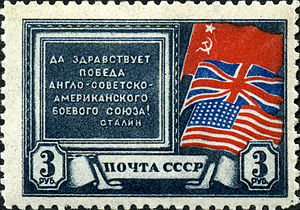 ДА ЗДРАВСТВУЕТ
ПОБЕДА
АНГЛО-СОВЕТСКО-
АМЕРИКАНСКОГО
БОЕВОГО СОЮЗА!
СТАЛИН
3
РУБ
ПОЧТА СССР
3
РУБ